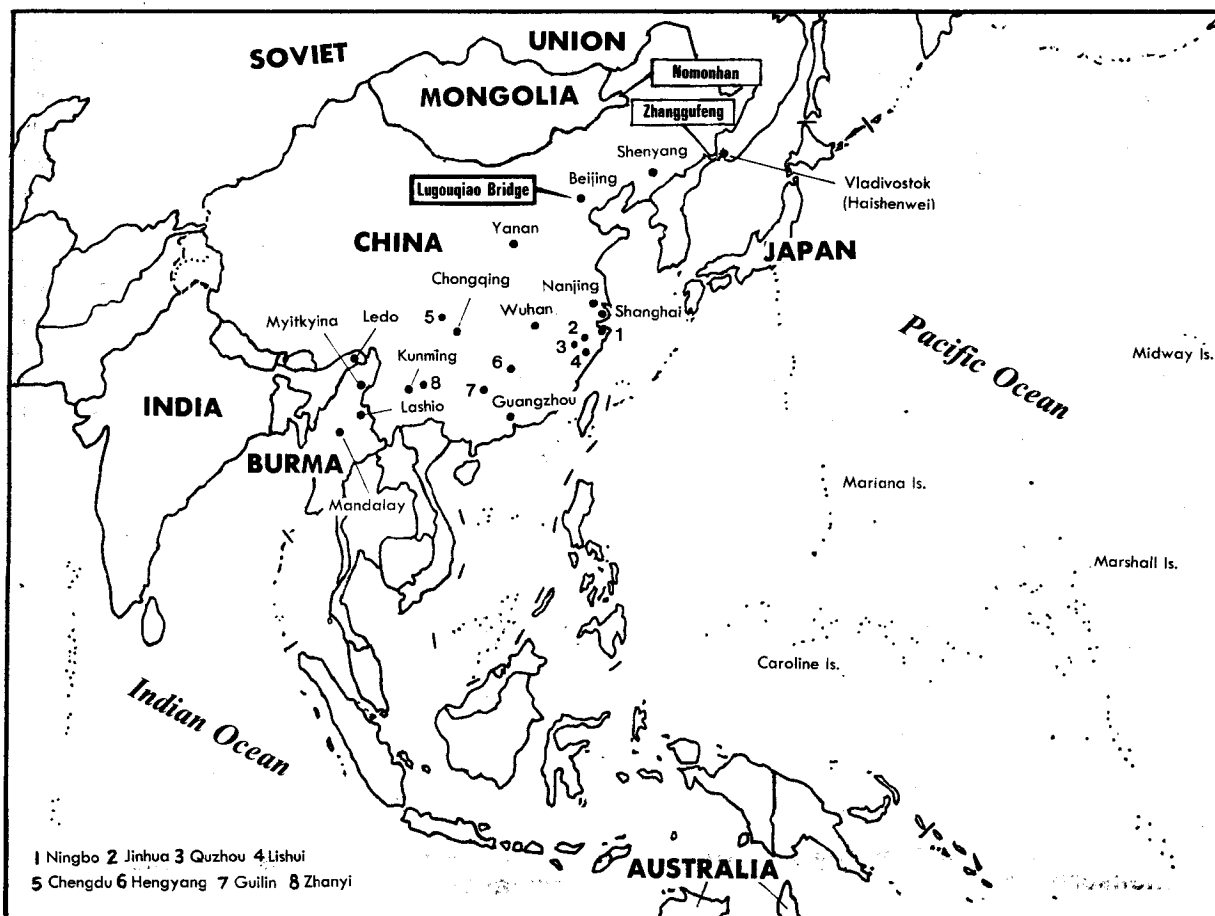 SOVIET
UNION
MONGOLIA
Nomonhan
Zhanggufeng
Shenyang
Vladivostok
(Haishenwei)
Lugouqiao Bridge
Beijing
CHINA
Yanan
JAPAN
Chongqing
Nanjing
Wuhan
Shanghai
Myitkyina
Ledo
5
2
1
3
4
Kunming
6
8
7
Guangzhou
Lashio
INDIA
BURMA
Mandalay
Pacific Ocean
Midway Is.
Mariana Is.
Marshall Is.
Caroline Is.
Indian Ocean
AUSTRALIA
1 Ningbo 2 Jinhua 3 Quzhou 4 Lishui
5 Chengdu 6 Hengyang 7 Guilin 8 Zhanyi